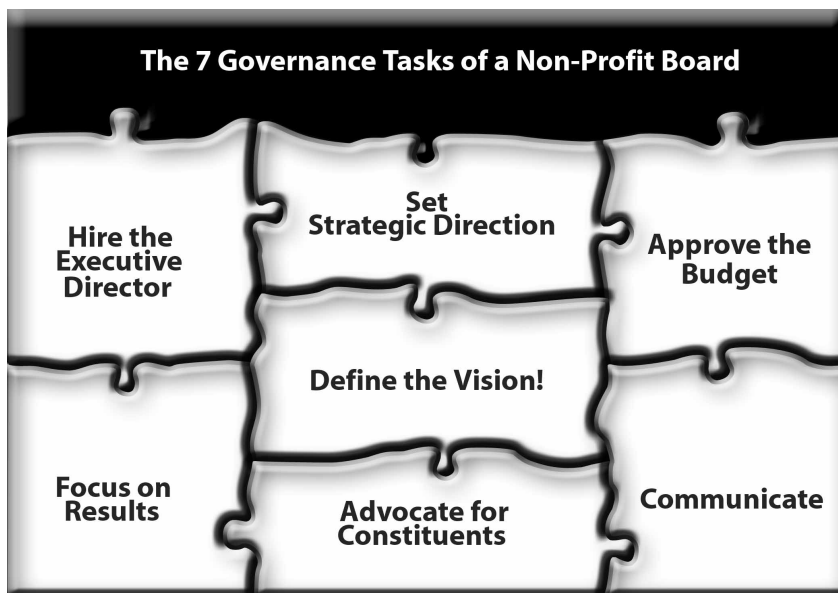 The 7 Governance Tasks of a Non-Profit Board
Hire the
Executive
Director
Set
Strategic Direction
Approve the
Budget
Define the Vision!
Focus on
Results
Advocate for
Constituents
Communicate